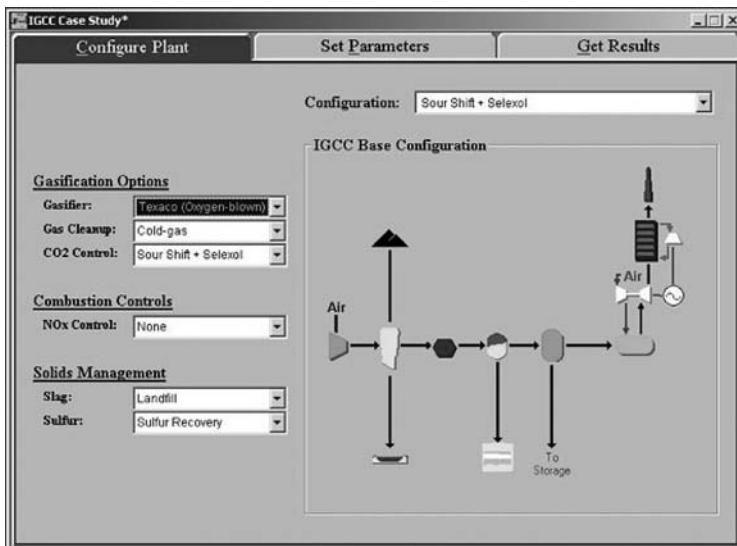 IGCC Case Study*
Configure Plant
Set Parameters
Get Results
Configuration: Sour Shift + Selexol
IGCC Base Configuration
Gasification Options
Gasifier: Texaco (Oxygen-blown)
Gas Cleanup: Cold-gas
CO2 Control: Sour Shift + Selexol
Combustion Controls
NOx Control: None
Solids Management
Slag: Landfill
Sulfur: Sulfur Recovery
Air
Air
To
Storage